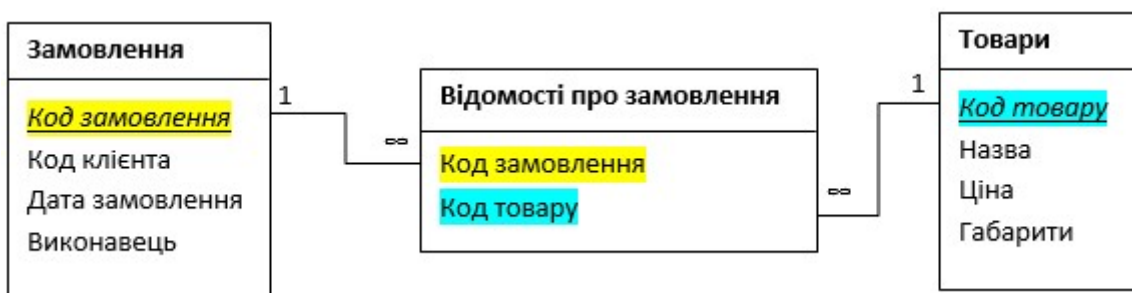 Замовлення
Код замовлення
Код клієнта
Дата замовлення
Виконавець
1
∞
Відомості про замовлення
Код замовлення
Код товару
∞
1
Товари
Код товару
Назва
Ціна
Габарити